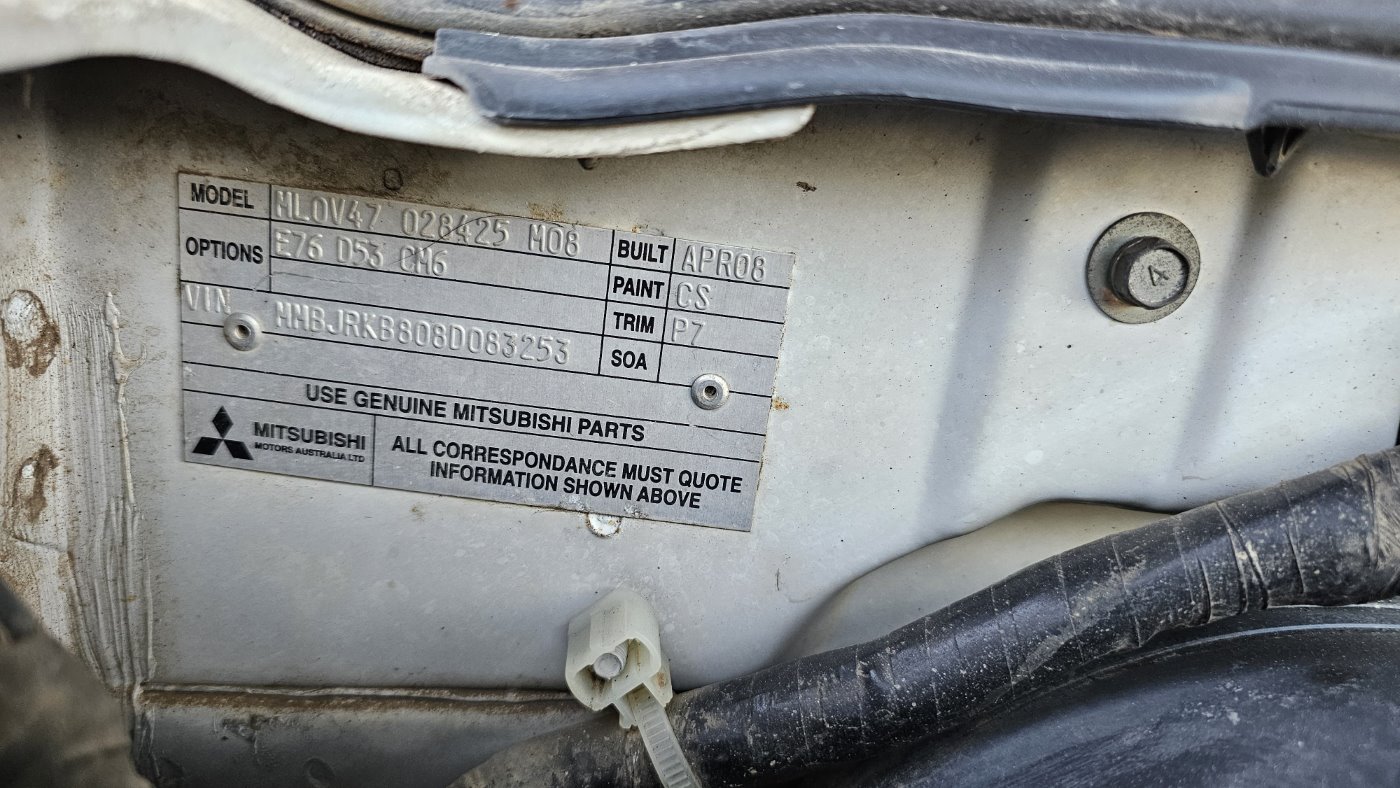 MODEL ML0V47 028425 M08
OPTIONS E76 D53 CM6
BUILT APR08
PAINT CS
TRIM P7
SOA
VIN MMBJRKB808D083253
USE GENUINE MITSUBISHI PARTS
MITSUBISHI
MOTORS AUSTRALIA LTD
ALL CORRESPONDANCE MUST QUOTE
INFORMATION SHOWN ABOVE
4